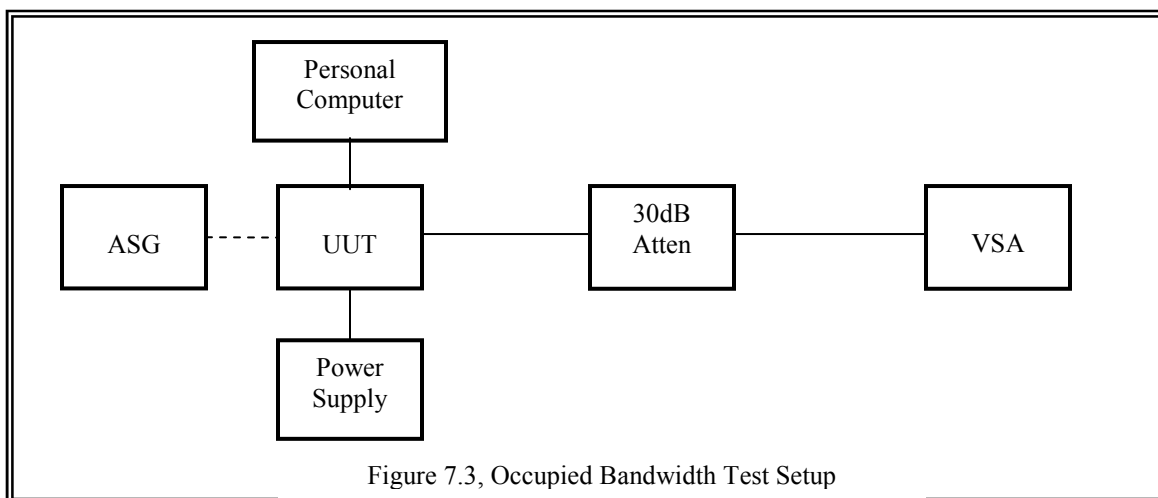 Personal
Computer
ASG
UUT
30dB
Atten
VSA
Power
Supply
Figure 7.3, Occupied Bandwidth Test Setup